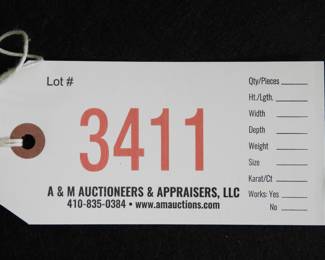 Lot #
3411
A & M AUCTIONEERS & APPRAISERS, LLC
410-835-0384 • www.amauctions.com
Qty/Pieces
Ht./Lgth.
Width
Depth
Weight
Size
Karat/Ct
Works: Yes
No